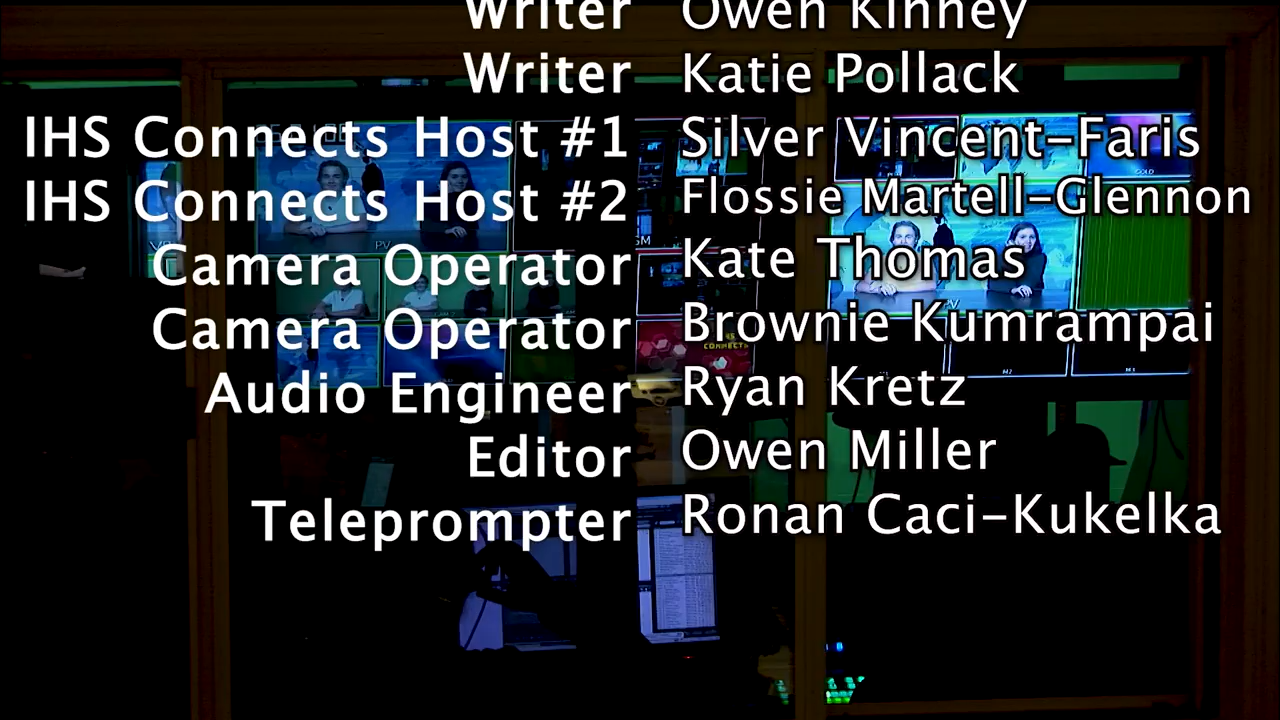 Writer Owen Kinney
Writer Katie Pollack
IHS Connects Host #1 Silver Vincent-Faris
IHS Connects Host #2 Flossie Martell-Glennon
Camera Operator Kate Thomas
Camera Operator Brownie Kumrampai
Audio Engineer Ryan Kretz
Editor Owen Miller
Teleprompter Ronan Caci-Kukelka
PV
CONNECTS